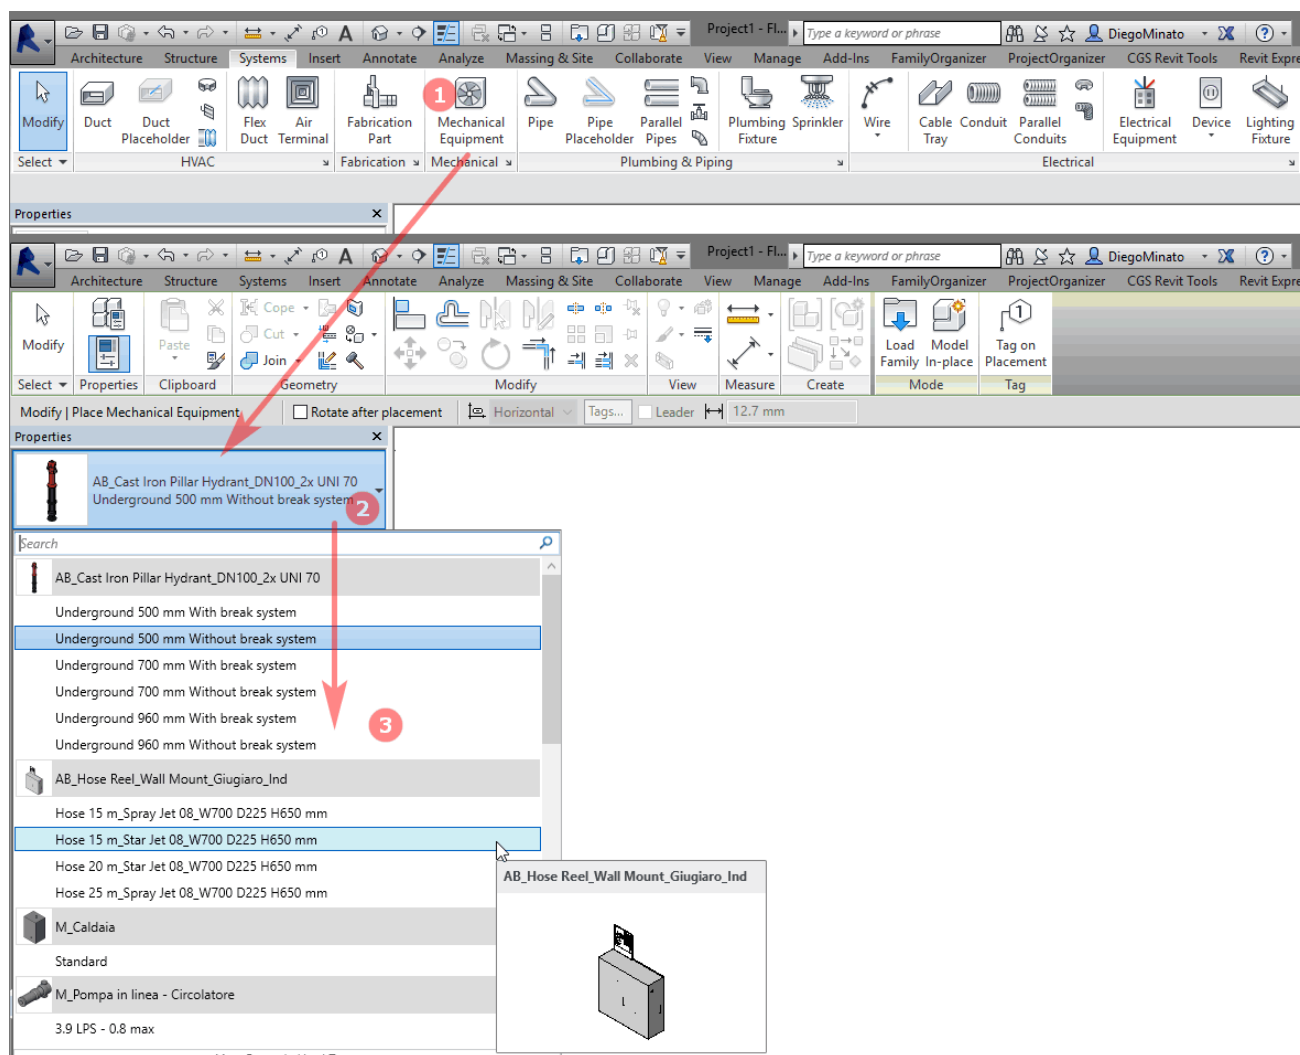 Project1 - Fl... Type a keyword or phrase DiegoMinato
Architecture Structure Systems Insert Annotate Analyze Massing & Site Collaborate View Manage Add-Ins FamilyOrganizer ProjectOrganizer CGS Revit Tools Revit Expre
1
Modify Duct Duct Flex Air Fabrication Mechanical Pipe Pipe Parallel Plumbing Sprinkler Wire Cable Conduit Parallel Electrical Device Lighting
Placeholder Duct Terminal Part Equipment Placeholder Pipes Fixture Tray Conduits Equipment Fixture
Select HVAC Fabrication Mechanical Plumbing & Piping Electrical
Properties
Project1 - Fl... Type a keyword or phrase DiegoMinato
Architecture Structure Systems Insert Annotate Analyze Massing & Site Collaborate View Manage Add-Ins FamilyOrganizer ProjectOrganizer CGS Revit Tools Revit Expre
Cope
Cut
Modify Paste Join Load Model Tag on
Family In-place Placement
Select Properties Clipboard Geometry Modify View Measure Create Mode Tag
Modify | Place Mechanical Equipment Rotate after placement Horizontal Tags... Leader 12.7 mm
Properties
AB_Cast Iron Pillar Hydrant_DN100_2x UNI 70
Underground 500 mm Without break system
2
Search
AB_Cast Iron Pillar Hydrant_DN100_2x UNI 70
Underground 500 mm With break system
Underground 500 mm Without break system
Underground 700 mm With break system
Underground 700 mm Without break system
Underground 960 mm With break system
3
Underground 960 mm Without break system
AB_Hose Reel_Wall Mount_Giugiaro_Ind
Hose 15 m_Spray Jet 08_W700 D225 H650 mm
Hose 15 m_Star Jet 08_W700 D225 H650 mm
Hose 20 m_Star Jet 08_W700 D225 H650 mm
AB_Hose Reel_Wall Mount_Giugiaro_Ind
Hose 25 m_Spray Jet 08_W700 D225 H650 mm
M_Caldaia
Standard
M_Pompa in linea - Circolatore
3.9 LPS - 0.8 max